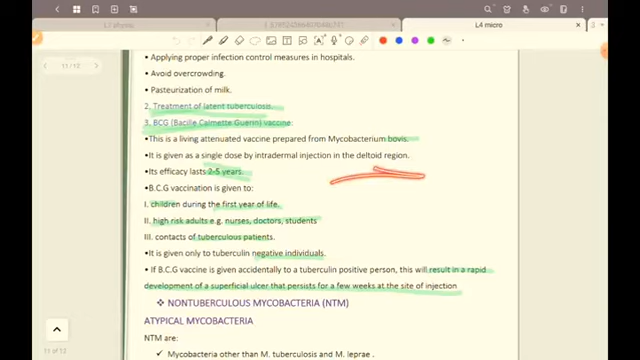 L4 micro
11 / 13
• Applying proper infection control measures in hospitals.
• Avoid overcrowding.
• Pasteurization of milk.
2. Treatment of latent tuberculosis.
3. BCG (Bacille Calmette Guerin) vaccine:
•This is a living attenuated vaccine prepared from Mycobacterium bovis.
•It is given as a single dose by intradermal injection in the deltoid region.
•Its efficacy lasts 2-5 years.
•B.C.G vaccination is given to:
I. children during the first year of life.
II. high risk adults e.g. nurses, doctors, students
III. contacts of tuberculous patients.
•It is given only to tuberculin negative individuals.
• If B.C.G vaccine is given accidentally to a tuberculin positive person, this will result in a rapid
development of a superficial ulcer that persists for a few weeks at the site of injection
❖ NONTUBERCULOUS MYCOBACTERIA (NTM)
ATYPICAL MYCOBACTERIA
NTM are:
✓ Mycobacteria other than M. tuberculosis and M. leprae .